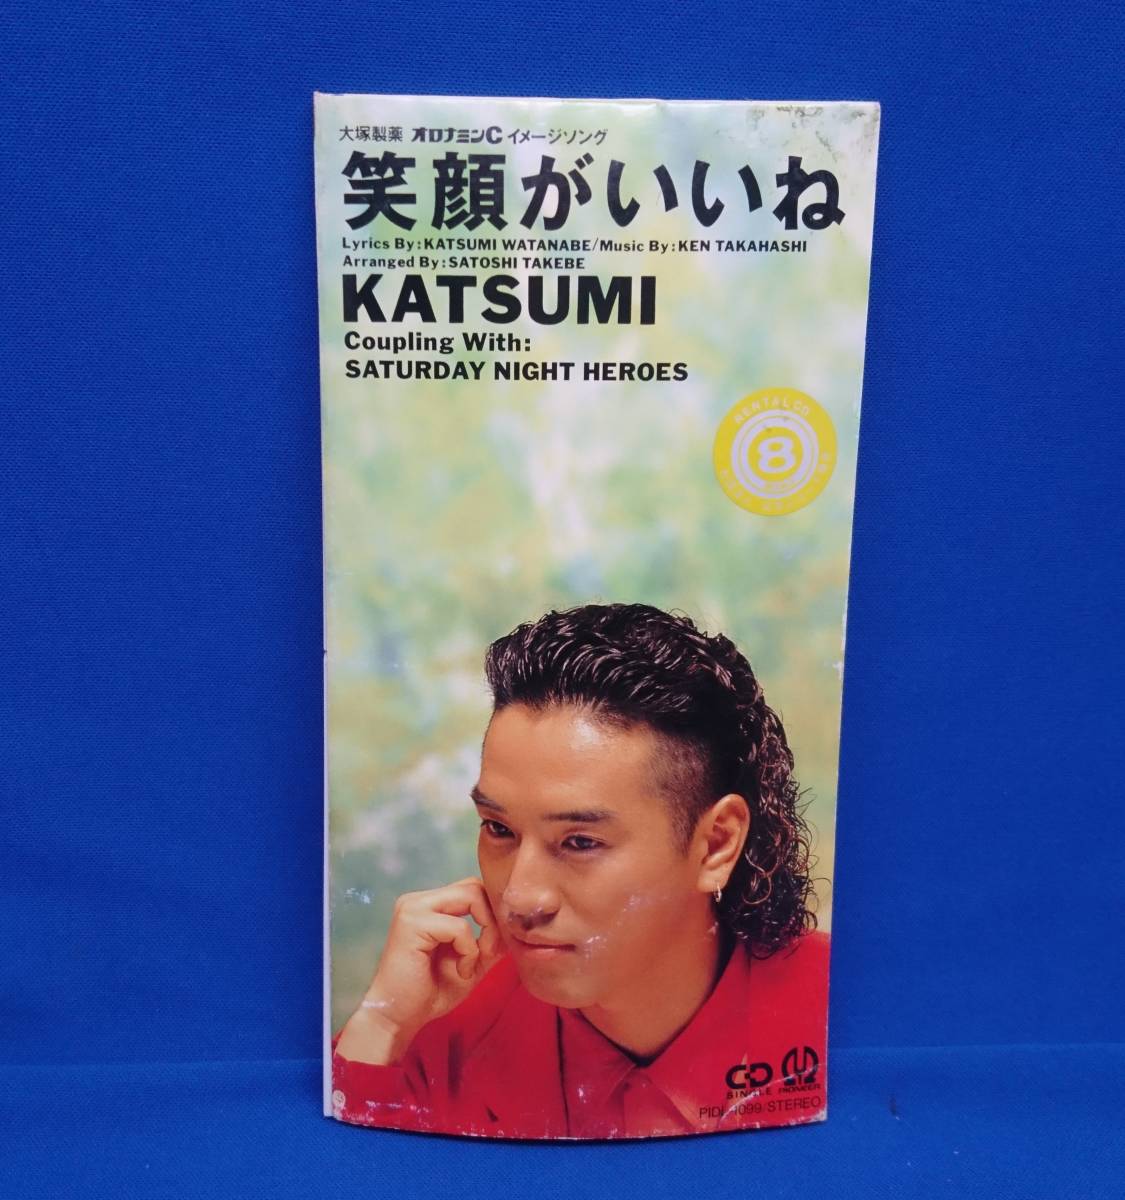 大塚製薬 オロナミンC イメージソング
笑顔がいいね
Lyrics By:KATSUMI WATANABE/Music By:KEN TAKAHASHI
Arranged By:SATOSHI TAKEBE
KATSUMI
Coupling With:
SATURDAY NIGHT HEROES
RENTAL CD
8
CD
SINGLE
PIONEER
/STEREO